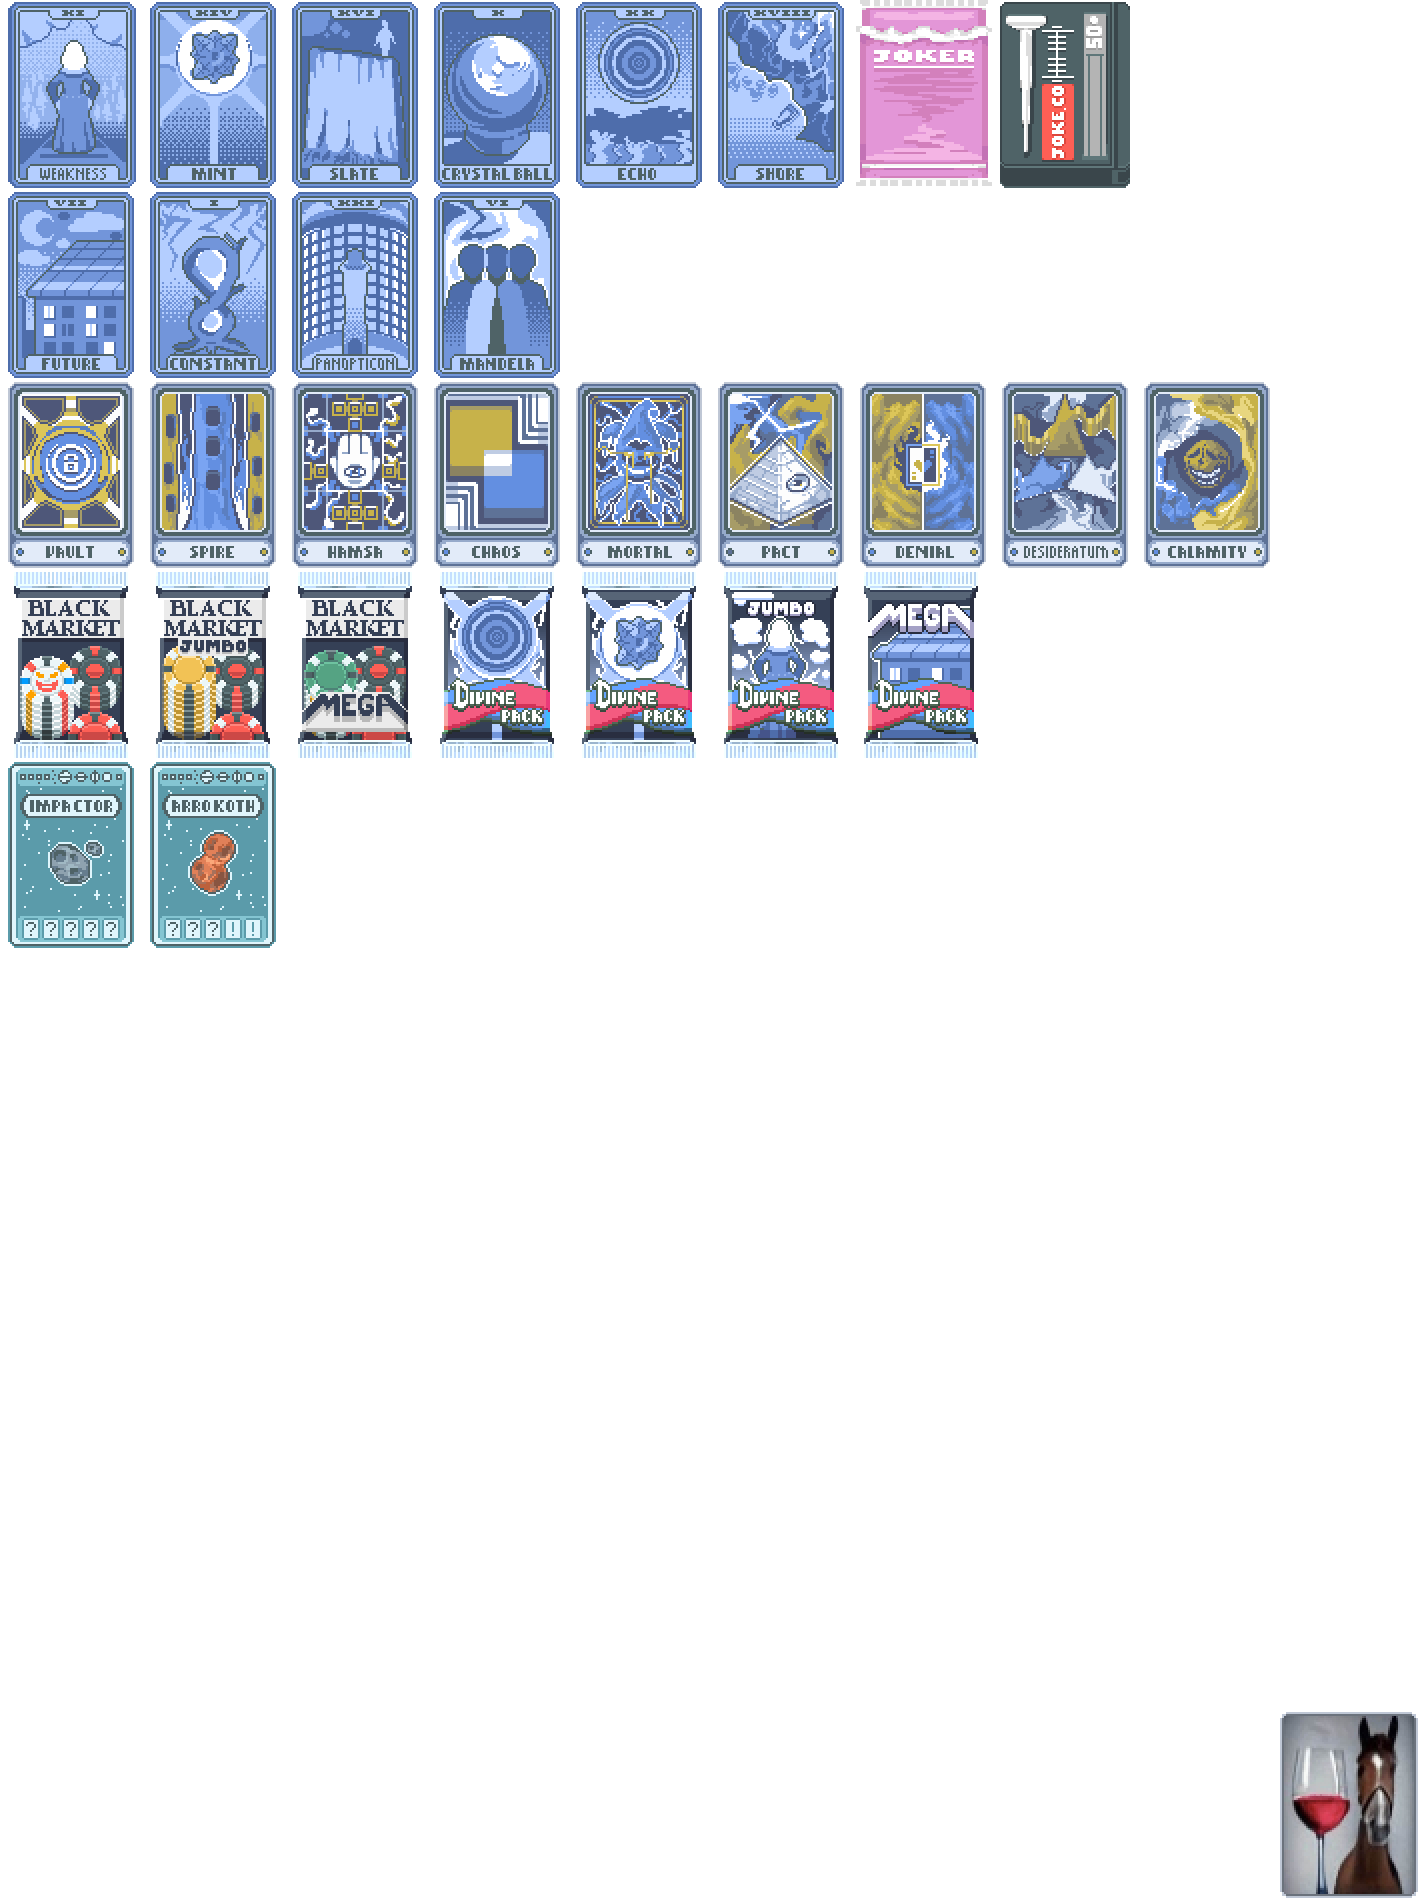 XI
WEAKNESS
XIV
MINT
XVI
SLATE
X
CRYSTAL BALL
XX
ECHO
XVIII
SHORE
JOKER
JOKE.CO
50¢
VII
FUTURE
I
CONSTANT
XXI
PANOPTICON
VI
MANDELA
VAULT
SPIRE
HAMSA
CHAOS
MORTAL
PACT
DENIAL
DESIDERATUM
CALAMITY
BLACK
MARKET
BLACK
MARKET
JUMBO
BLACK
MARKET
MEGA
DIVINE
PACK
DIVINE
PACK
JUMBO
DIVINE
PACK
MEGA
DIVINE
PACK
IMPACTOR
? ? ? ? ?
ARROKOTH
? ? ? ! !